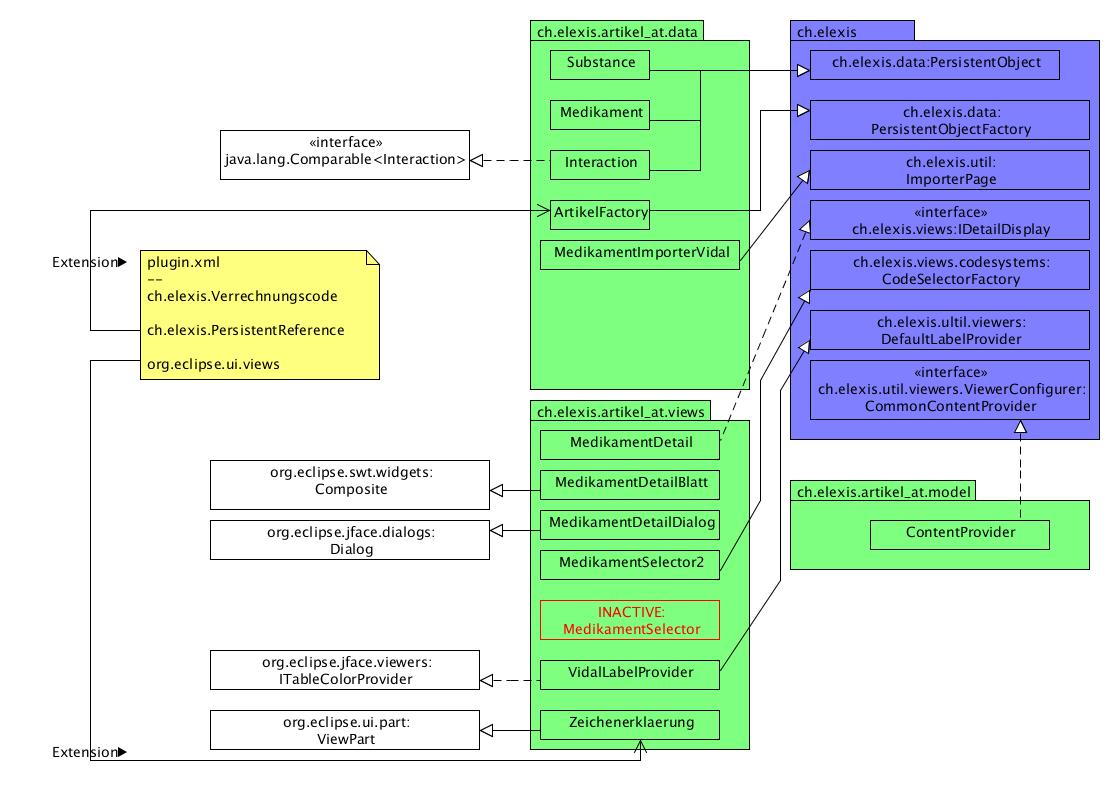 ch.elexis.artikel_at.data
Substance
Medikament
Interaction
ArtikelFactory
MedikamentImporterVidal
ch.elexis
ch.elexis.data:PersistentObject
ch.elexis.data:
PersistentObjectFactory
ch.elexis.util:
ImporterPage
«interface»
ch.elexis.views:IDetailDisplay
ch.elexis.views.codesystems:
CodeSelectorFactory
ch.elexis.ultil.viewers:
DefaultLabelProvider
«interface»
ch.elexis.util.viewers.ViewerConfigurer:
CommonContentProvider
«interface»
java.lang.Comparable<Interaction>
Extension▶
plugin.xml
--
ch.elexis.Verrechnungscode
ch.elexis.PersistentReference
org.eclipse.ui.views
ch.elexis.artikel_at.views
MedikamentDetail
MedikamentDetailBlatt
MedikamentDetailDialog
MedikamentSelector2
INACTIVE:
MedikamentSelector
VidalLabelProvider
Zeichenerklaerung
ch.elexis.artikel_at.model
ContentProvider
org.eclipse.swt.widgets:
Composite
org.eclipse.jface.dialogs:
Dialog
org.eclipse.jface.viewers:
ITableColorProvider
org.eclipse.ui.part:
ViewPart
Extension▶